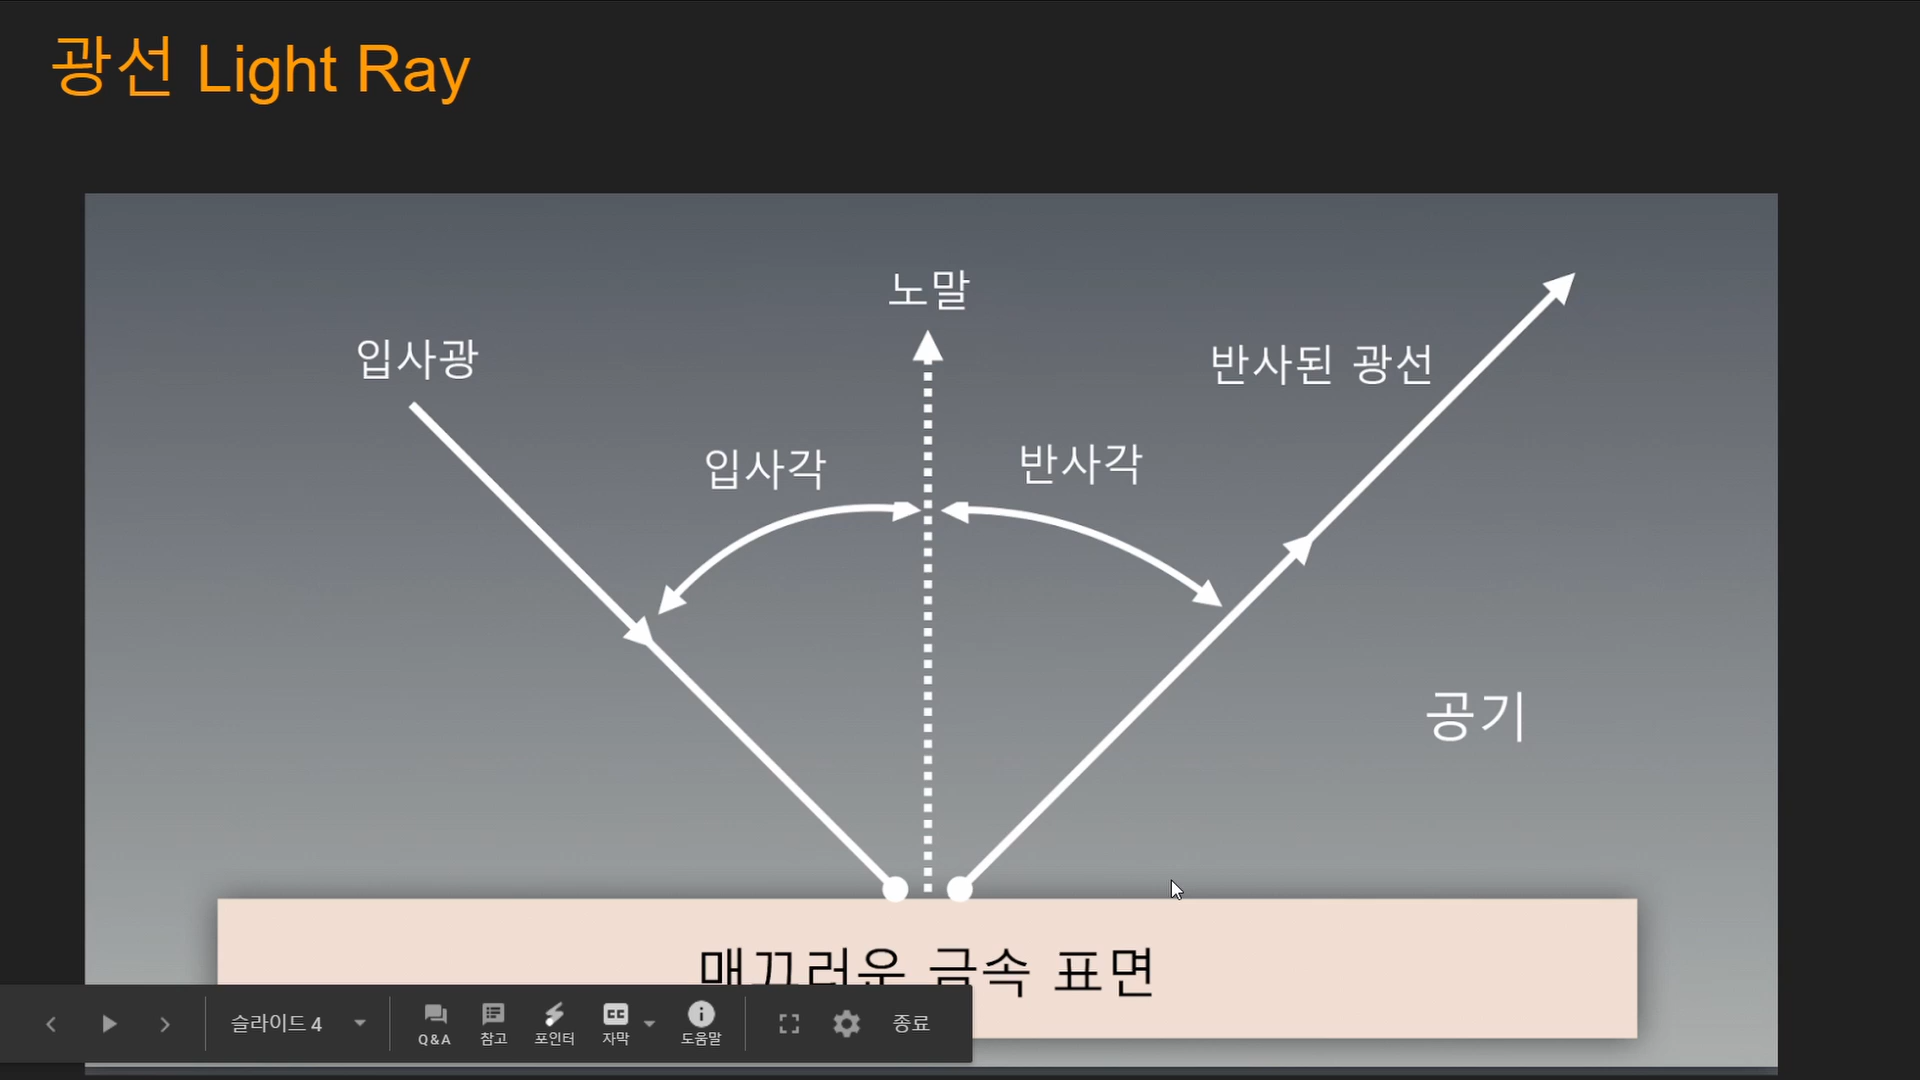 광선 Light Ray
노말
입사광
반사된 광선
입사각
반사각
공기
매끄러운 금속 표면
슬라이드 4
Q&A
참고
포인터
CC
자막
도움말
종료